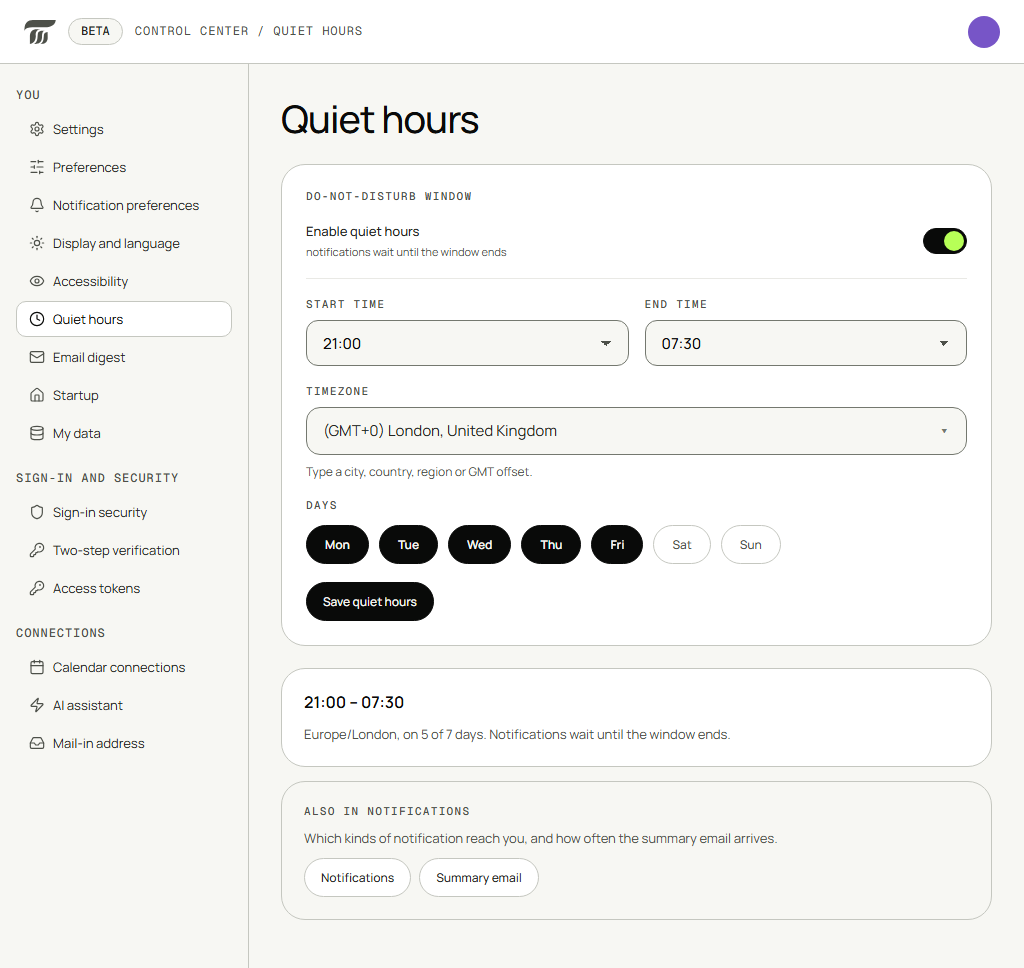 BETA
CONTROL CENTER / QUIET HOURS
YOU
Settings
Preferences
Notification preferences
Display and language
Accessibility
Quiet hours
Email digest
Startup
My data
SIGN-IN AND SECURITY
Sign-in security
Two-step verification
Access tokens
CONNECTIONS
Calendar connections
AI assistant
Mail-in address
Quiet hours
DO-NOT-DISTURB WINDOW
Enable quiet hours
notifications wait until the window ends
START TIME
END TIME
21:00
07:30
TIMEZONE
(GMT+0) London, United Kingdom
Type a city, country, region or GMT offset.
DAYS
Mon Tue Wed Thu Fri Sat Sun
Save quiet hours
21:00 – 07:30
Europe/London, on 5 of 7 days. Notifications wait until the window ends.
ALSO IN NOTIFICATIONS
Which kinds of notification reach you, and how often the summary email arrives.
Notifications
Summary email